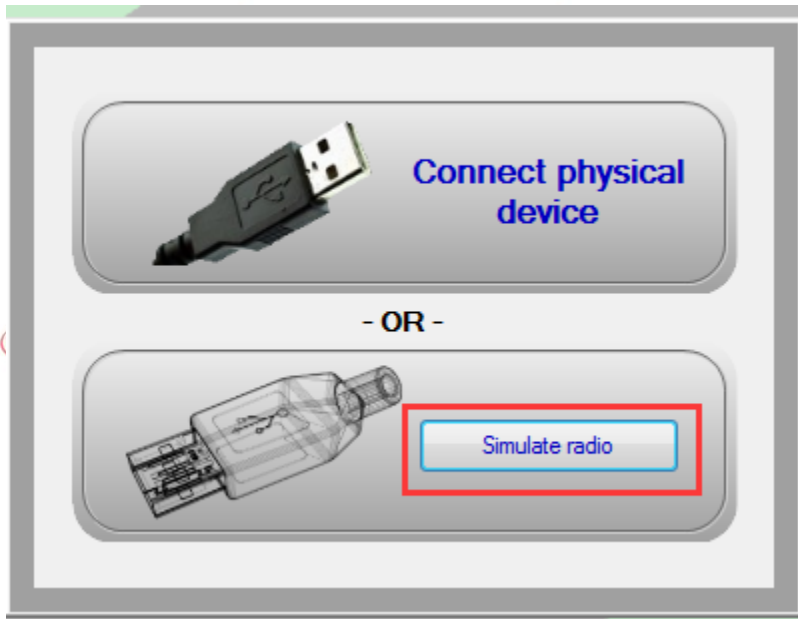 Connect physical
device
- OR -
Simulate radio